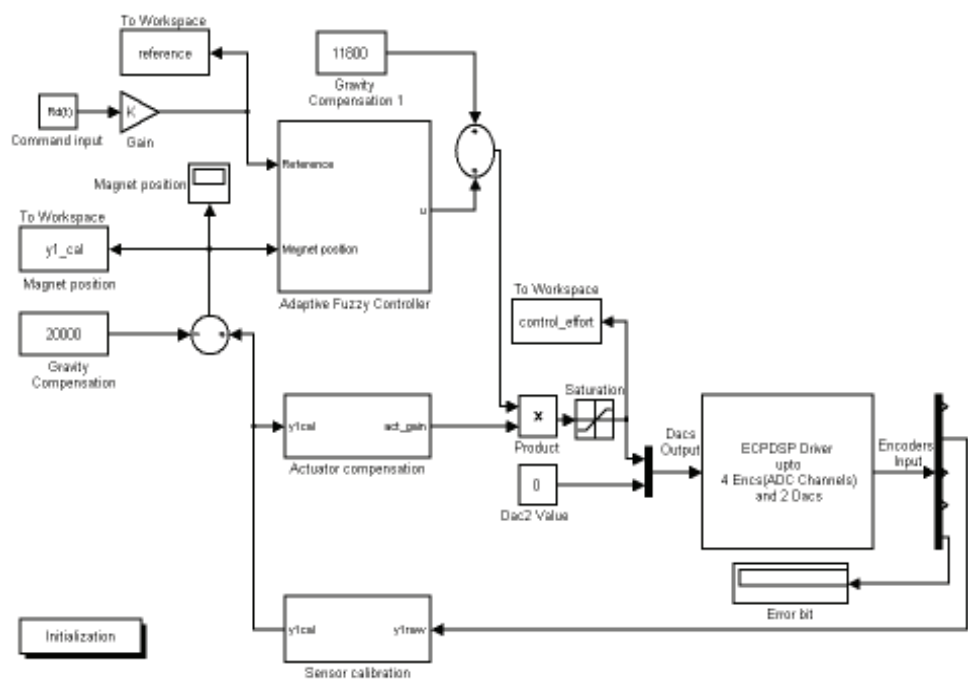 To Workspace
reference
11800
Gravity
Compensation 1
Rd(t)
Command input
K
Gain
Magnet position
Reference
u
Magnet position
Adaptive Fuzzy Controller
To Workspace
y1_cal
Magnet position
20000
Gravity
Compensation
To Workspace
control_effort
y1cal
act_gain
Actuator compensation
x
Product
Saturation
0
Dac2 Value
Dacs
Output
ECPDSP Driver
upto
4 Encs(ADC Channels)
and 2 Dacs
Encoders
Input
Error bit
Initialization
y1cal
y1raw
Sensor calibration